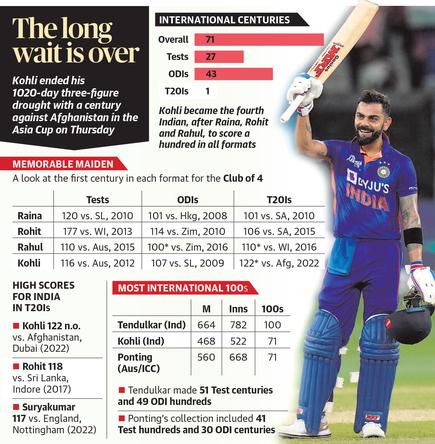 The long
wait is over
Kohli ended his
1020-day three-figure
drought with a century
against Afghanistan in the
Asia Cup on Thursday
INTERNATIONAL CENTURIES
Overall 71
Tests 27
ODIs 43
T20Is 1
Kohli became the fourth
Indian, after Raina, Rohit
and Rahul, to score a
hundred in all formats
MEMORABLE MAIDEN
A look at the first century in each format for the Club of 4
Tests ODIs T20Is
Raina 120 vs. SL, 2010 101 vs. Hkg, 2008 101 vs. SA, 2010
Rohit 177 vs. WI, 2013 114 vs. Zim, 2010 106 vs. SA, 2015
Rahul 110 vs. Aus, 2015 100* vs. Zim, 2016 110* vs. WI, 2016
Kohli 116 vs. Aus, 2012 107 vs. SL, 2009 122* vs. Afg, 2022
HIGH SCORES
FOR INDIA
IN T20Is
Kohli 122 n.o.
vs. Afghanistan,
Dubai (2022)
Rohit 118
vs. Sri Lanka,
Indore (2017)
Suryakumar
117 vs. England,
Nottingham (2022)
MOST INTERNATIONAL 100s
M Inns 100s
Tendulkar (Ind) 664 782 100
Kohli (Ind) 468 522 71
Ponting
(Aus/ICC) 560 668 71
Tendulkar made 51 Test centuries
and 49 ODI hundreds
Ponting's collection included 41
Test hundreds and 30 ODI centuries
BYJU'S
INDIA